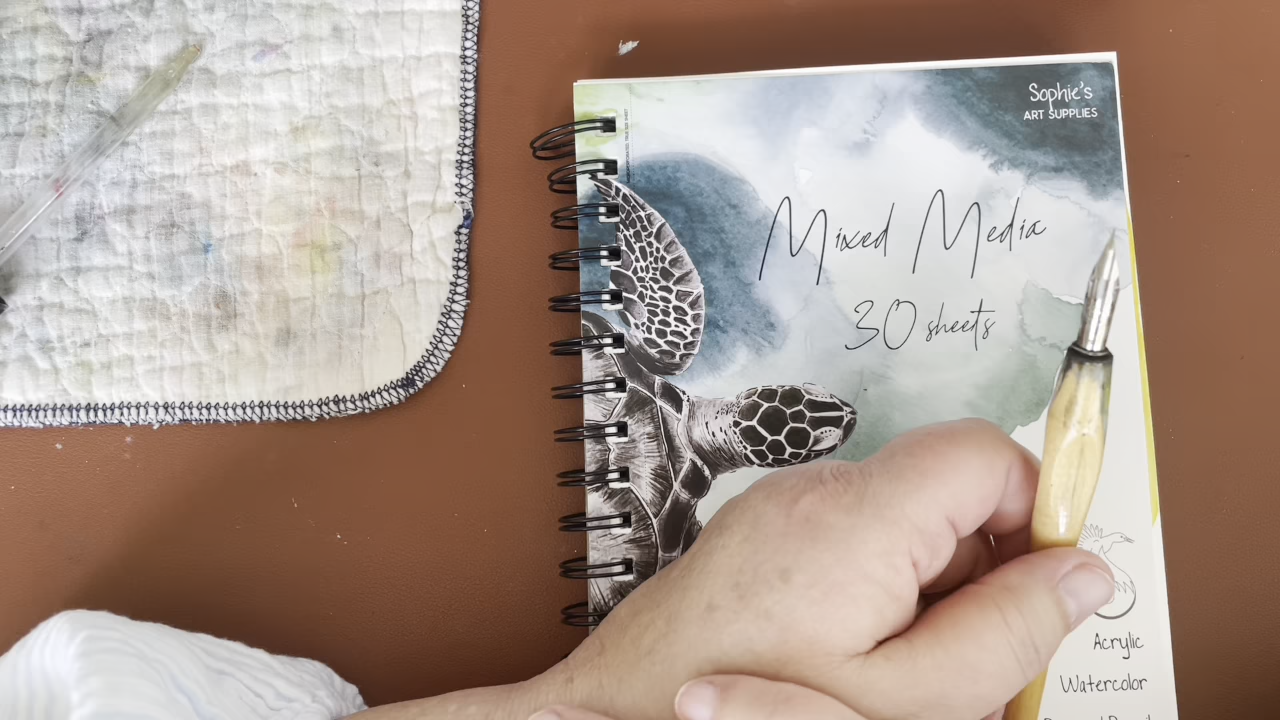 Sophie's
ART SUPPLIES
Mixed Media
30 sheets
Acrylic
Watercolor